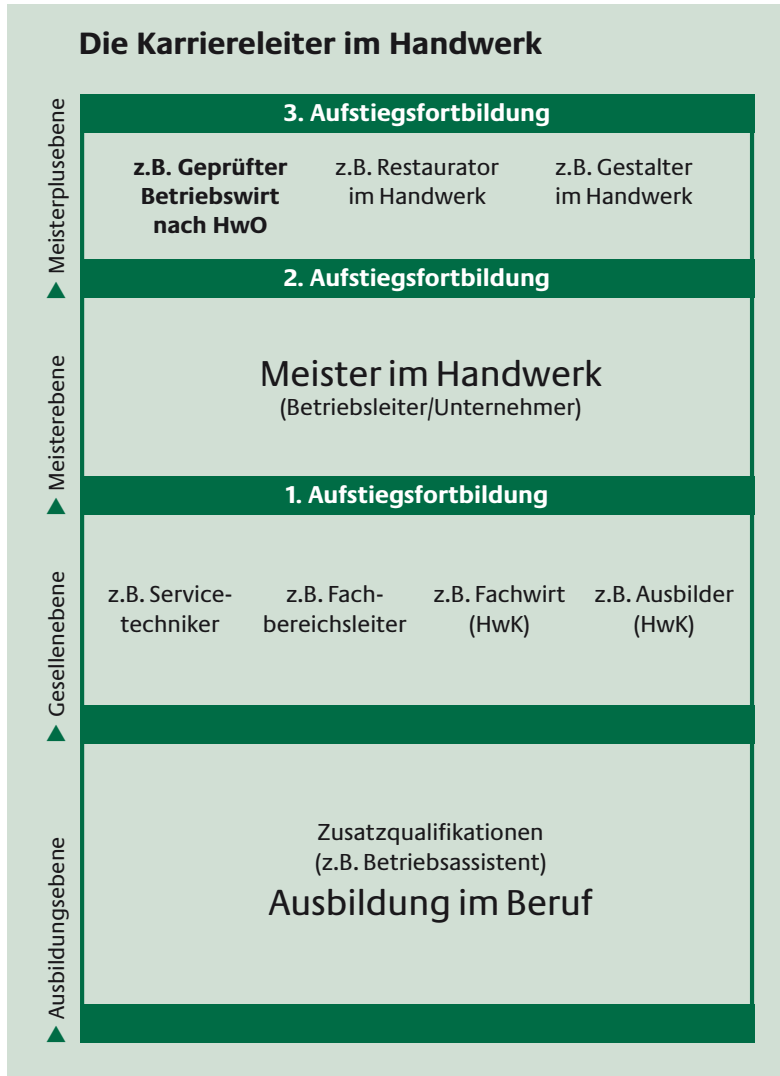 Die Karriereleiter im Handwerk
Meisterplusebene
3. Aufstiegsfortbildung
z.B. Geprüfter
Betriebswirt
nach HwO
z.B. Restaurator
im Handwerk
z.B. Gestalter
im Handwerk
Meisterebene
2. Aufstiegsfortbildung
Meister im Handwerk
(Betriebsleiter/Unternehmer)
Gesellenebene
1. Aufstiegsfortbildung
z.B. Service-
techniker
z.B. Fach-
bereichsleiter
z.B. Fachwirt
(HwK)
z.B. Ausbilder
(HwK)
Ausbildungsebene
Zusatzqualifikationen
(z.B. Betriebsassistent)
Ausbildung im Beruf